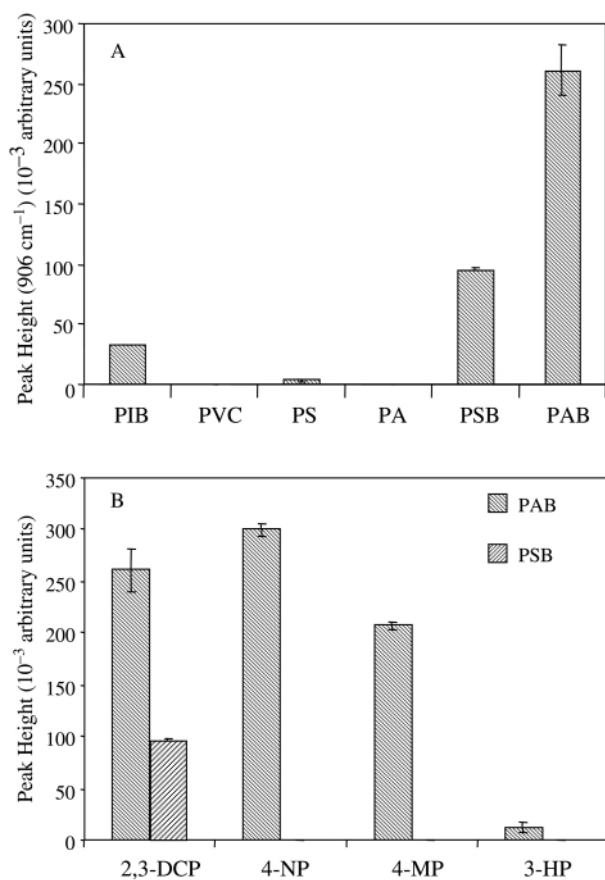 A
Peak Height (906 cm⁻¹) (10⁻³ arbitrary units)
300
250
200
150
100
50
0
PIB PVC PS PA PSB PAB
B
Peak Height (10⁻³ arbitrary units)
350
300
250
200
150
100
50
0
PAB
PSB
2,3-DCP 4-NP 4-MP 3-HP